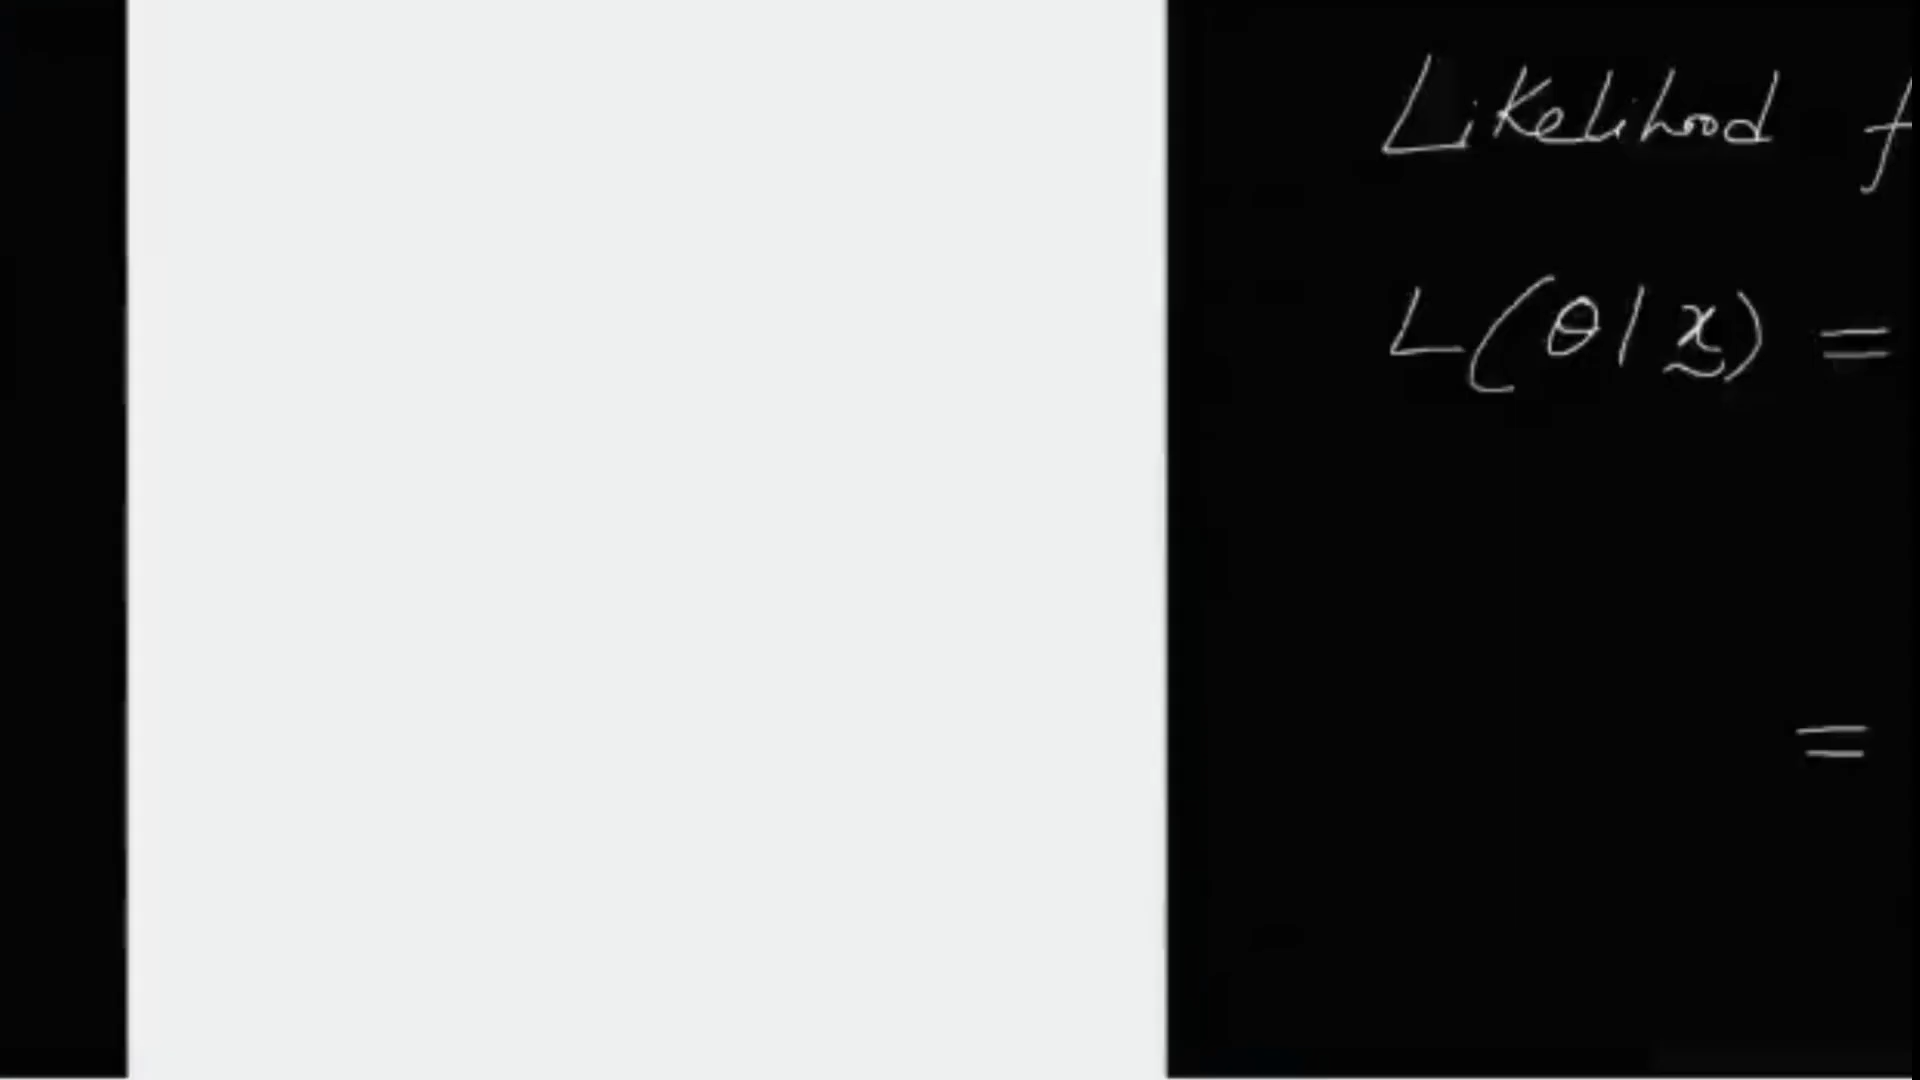 Likelihood f
L(θ|x̰) =
=